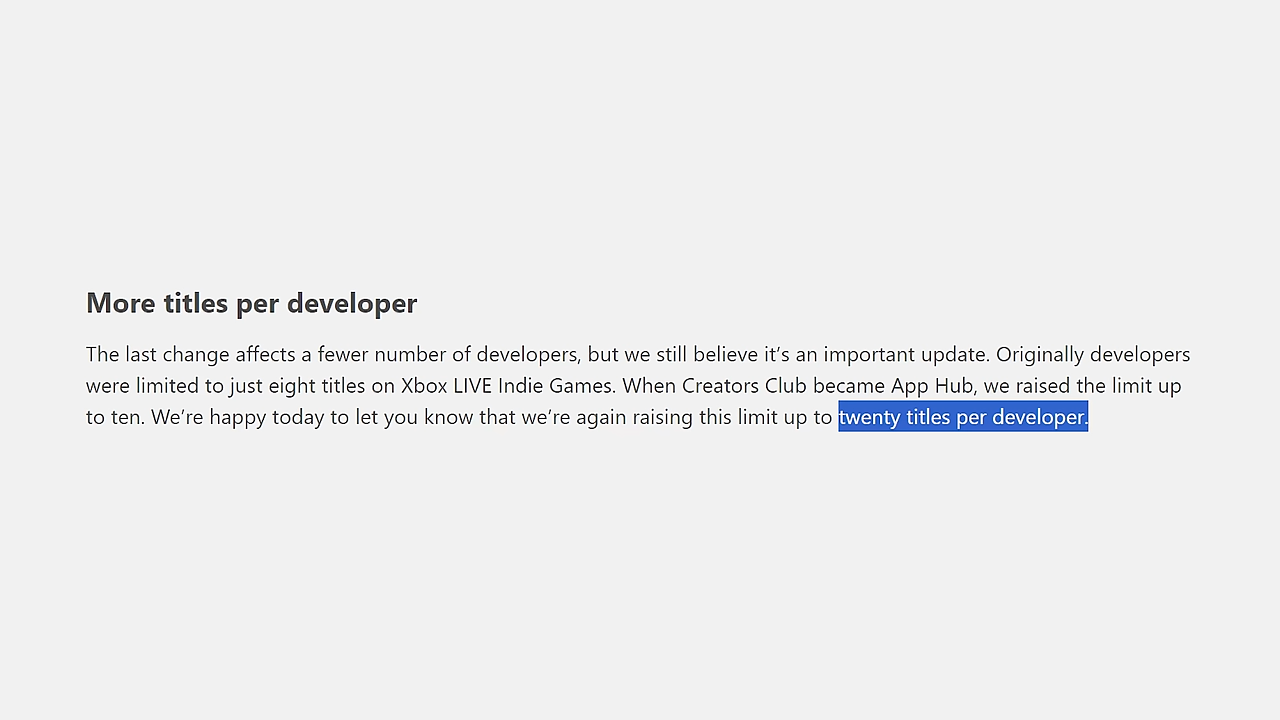 More titles per developer
The last change affects a fewer number of developers, but we still believe it’s an important update. Originally developers
were limited to just eight titles on Xbox LIVE Indie Games. When Creators Club became App Hub, we raised the limit up
to ten. We’re happy today to let you know that we’re again raising this limit up to twenty titles per developer.